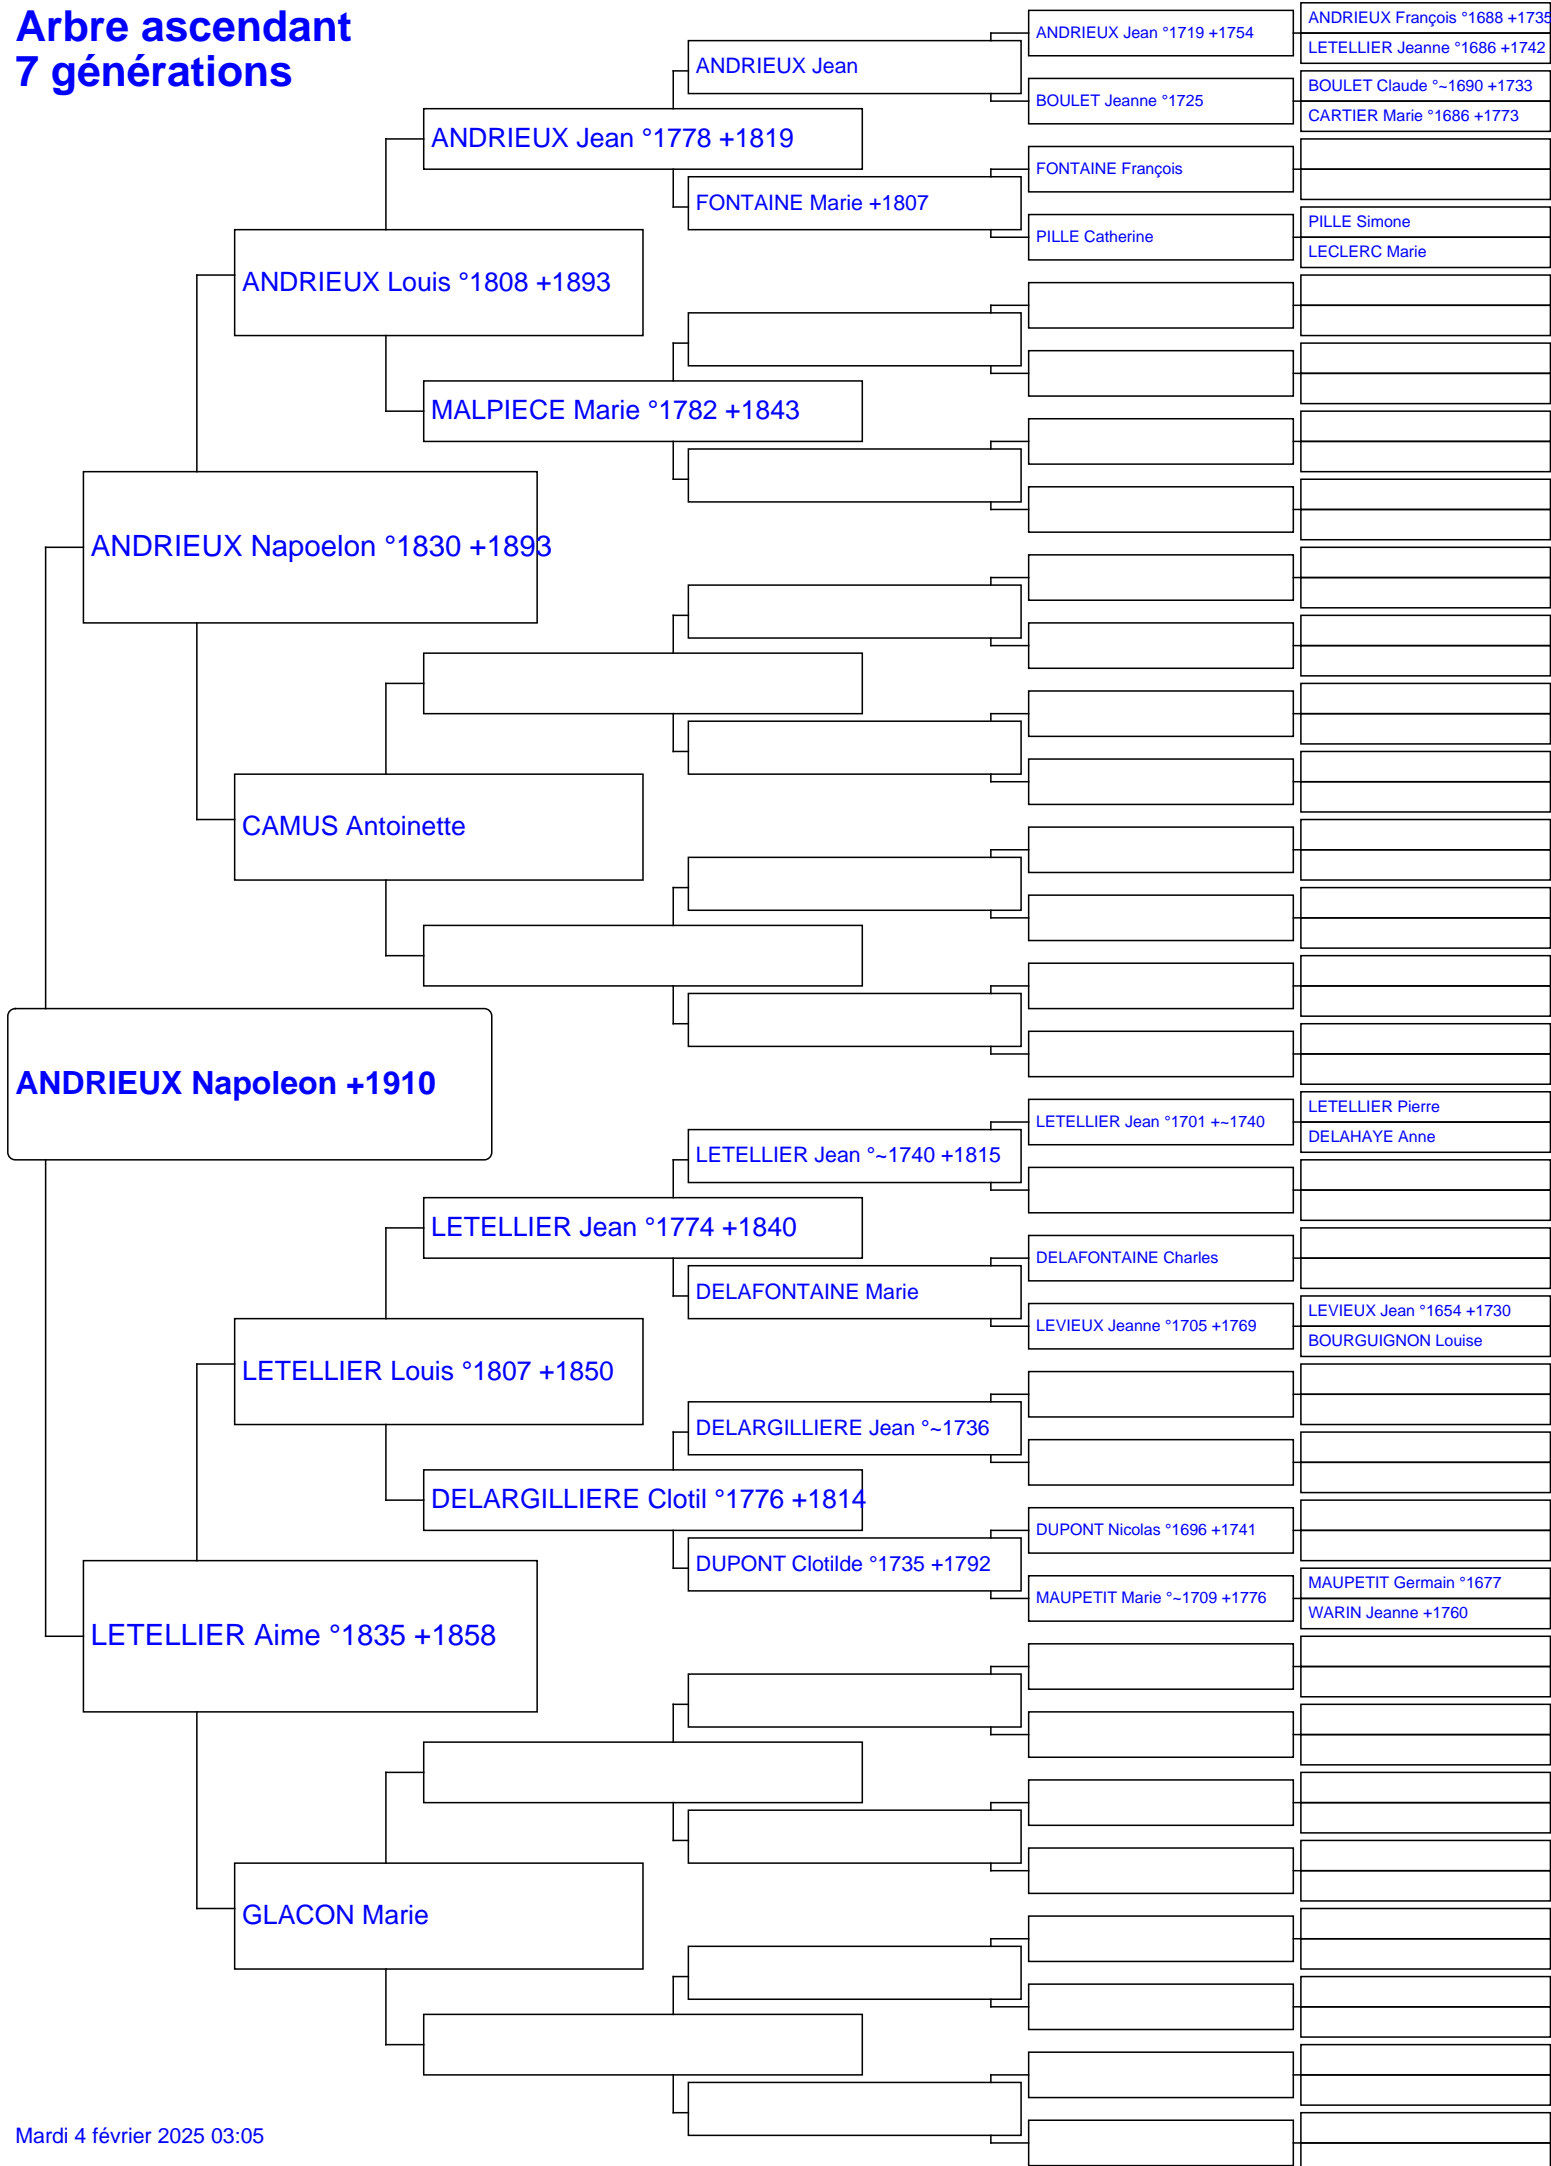 Arbre ascendant
7 générations
ANDRIEUX Jean °1719 +1754
ANDRIEUX François °1688 +1735
LETELLIER Jeanne °1686 +1742
ANDRIEUX Jean
BOULET Jeanne °1725
BOULET Claude °~1690 +1733
CARTIER Marie °1686 +1773
ANDRIEUX Jean °1778 +1819
FONTAINE François
FONTAINE Marie +1807
PILLE Catherine
PILLE Simone
LECLERC Marie
ANDRIEUX Louis °1808 +1893
MALPIECE Marie °1782 +1843
ANDRIEUX Napoelon °1830 +1893
CAMUS Antoinette
ANDRIEUX Napoleon +1910
LETELLIER Jean °1701 +~1740
LETELLIER Pierre
DELAHAYE Anne
LETELLIER Jean °~1740 +1815
LETELLIER Jean °1774 +1840
DELAFONTAINE Charles
DELAFONTAINE Marie
LEVIEUX Jeanne °1705 +1769
LEVIEUX Jean °1654 +1730
BOURGUIGNON Louise
LETELLIER Louis °1807 +1850
DELARGILLIERE Jean °~1736
DELARGILLIERE Clotil °1776 +1814
DUPONT Nicolas °1696 +1741
DUPONT Clotilde °1735 +1792
MAUPETIT Marie °~1709 +1776
MAUPETIT Germain °1677
WARIN Jeanne +1760
LETELLIER Aime °1835 +1858
GLACON Marie
Mardi 4 février 2025 03:05